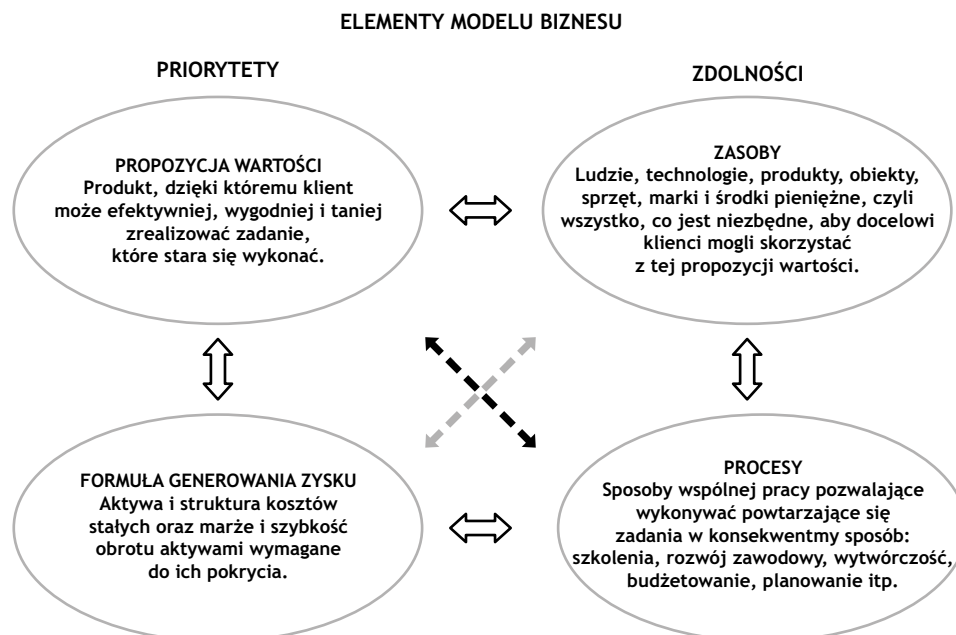 ELEMENTY MODELU BIZNESU
PRIORYTETY
ZDOLNOŚCI
PROPOZYCJA WARTOŚCI
Produkt, dzięki któremu klient
może efektywniej, wygodniej i taniej
zrealizować zadanie,
które stara się wykonać.
ZASOBY
Ludzie, technologie, produkty, obiekty,
sprzęt, marki i środki pieniężne, czyli
wszystko, co jest niezbędne, aby docelowi
klienci mogli skorzystać
z tej propozycji wartości.
FORMUŁA GENEROWANIA ZYSKU
Aktywa i struktura kosztów
stałych oraz marże i szybkość
obrotu aktywami wymagane
do ich pokrycia.
PROCESY
Sposoby wspólnej pracy pozwalające
wykonywać powtarzające się
zadania w konsekwentmy sposób:
szkolenia, rozwój zawodowy, wytwórczość,
budżetowanie, planowanie itp.